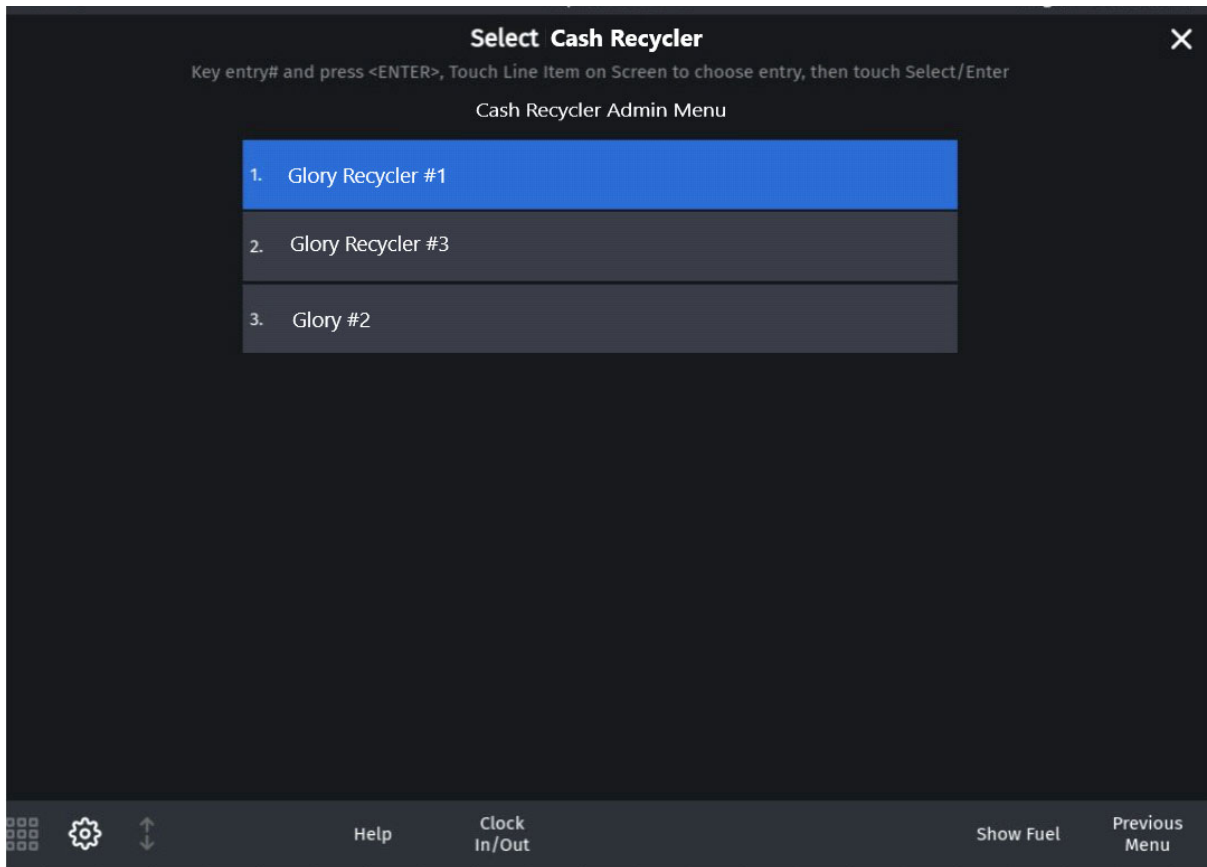 Select Cash Recycler
Key entry# and press <ENTER>, Touch Line Item on Screen to choose entry, then touch Select/Enter
Cash Recycler Admin Menu
1. Glory Recycler #1
2. Glory Recycler #3
3. Glory #2
Help
Clock
In/Out
Show Fuel
Previous
Menu